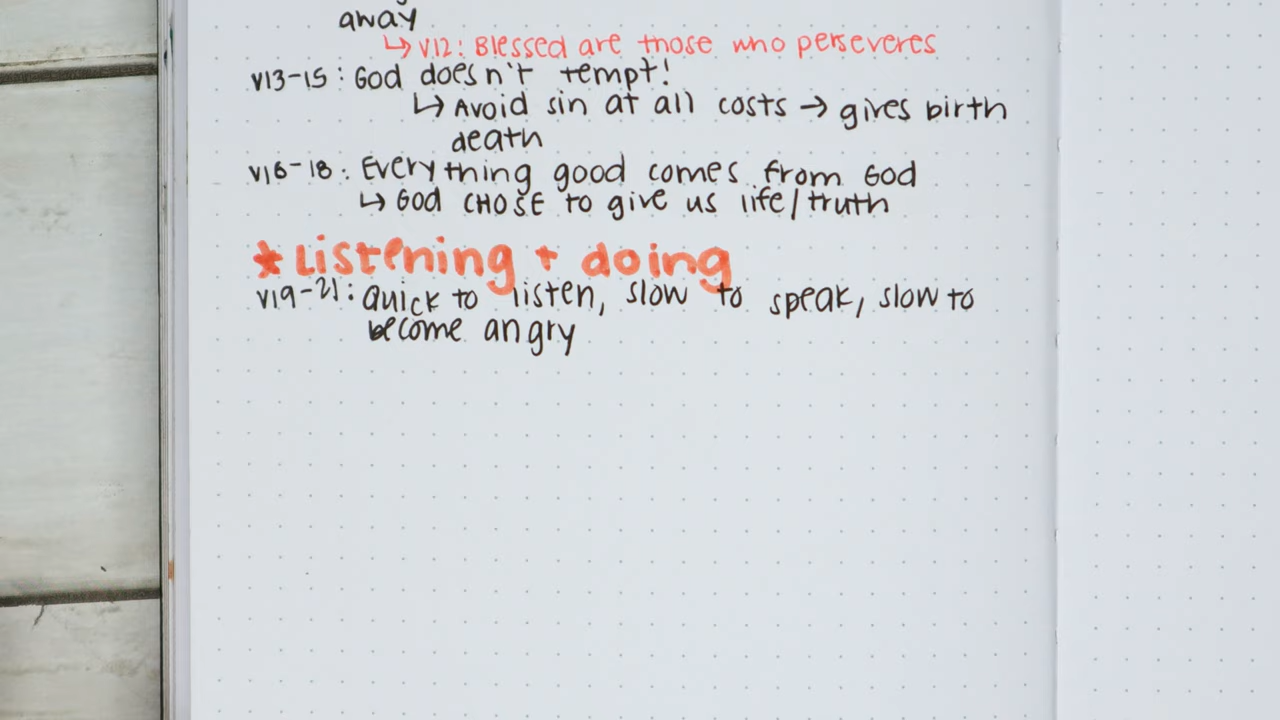 away
↳ V12: Blessed are those who perseveres
V13-15: God doesn't tempt!
↳ Avoid sin at all costs → gives birth
death
V16-18: Everything good comes from God
↳ God CHOSE to give us life/truth
*Listening + doing
V19-21: Quick to listen, slow to speak, slow to
become angry